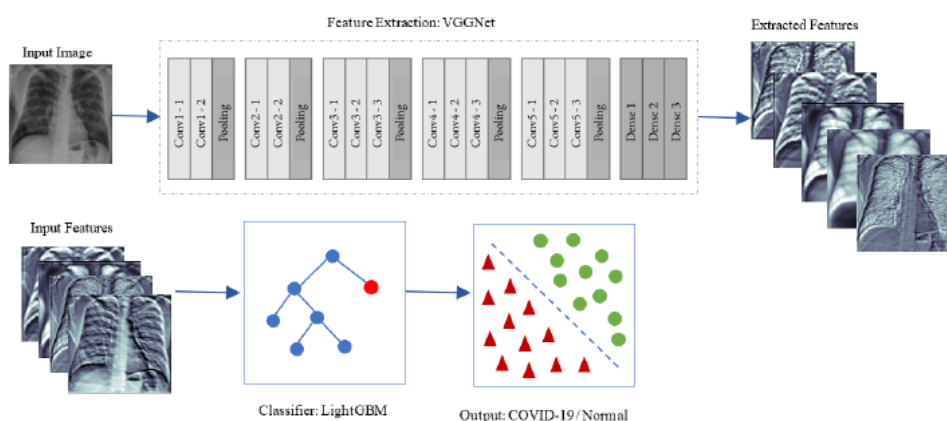 Feature Extraction: VGGNet
Extracted Features
Input Image
Conv1 - 1
Conv1 - 2
Pooling
Conv2 - 1
Conv2 - 2
Pooling
Conv3 - 1
Conv3 - 2
Conv3 - 3
Pooling
Conv4 - 1
Conv4 - 2
Conv4 - 3
Pooling
Conv5 - 1
Conv5 - 2
Conv5 - 3
Pooling
Dense 1
Dense 2
Dense 3
Input Features
Classifier: LightGBM
Output: COVID-19/Normal